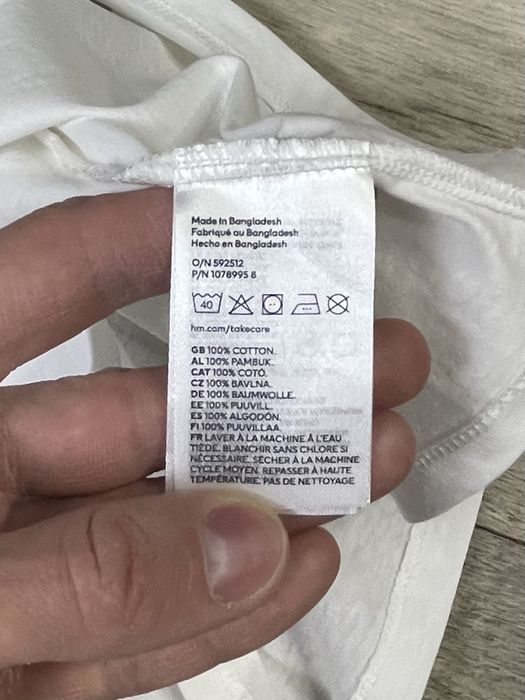 Made in Bangladesh
Fabriqué au Bangladesh
Hecho en Bangladesh
O/N 592512
P/N 1078995 8
40
hm.com/takecare
GB 100% COTTON.
AL 100% PAMBUK.
CAT 100% COTÓ.
CZ 100% BAVLNA.
DE 100% BAUMWOLLE.
EE 100% PUUVILL.
ES 100% ALGODÓN.
FI 100% PUUVILLAA.
FR LAVER À LA MACHINE À L'EAU
TIÈDE. BLANCHIR SANS CHLORE SI
NÉCESSAIRE. SÉCHER À LA MACHINE
CYCLE MOYEN. REPASSER À HAUTE
TEMPÉRATURE. PAS DE NETTOYAGE